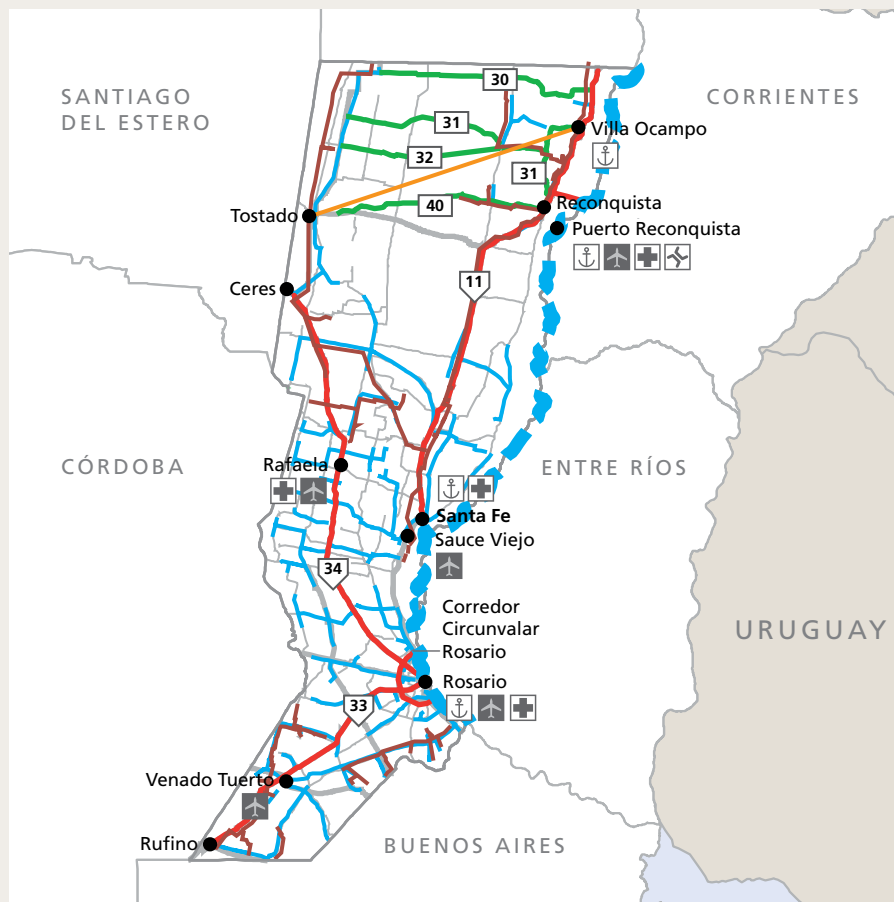 30
SANTIAGO
DEL ESTERO
CORRIENTES
31
Villa Ocampo
32
31
Reconquista
40
Tostado
Puerto Reconquista
11
Ceres
Rafaela
CÓRDOBA
ENTRE RÍOS
Santa Fe
Sauce Viejo
34
Corredor
Circunvalar
Rosario
URUGUAY
Rosario
33
Venado Tuerto
Rufino
BUENOS AIRES